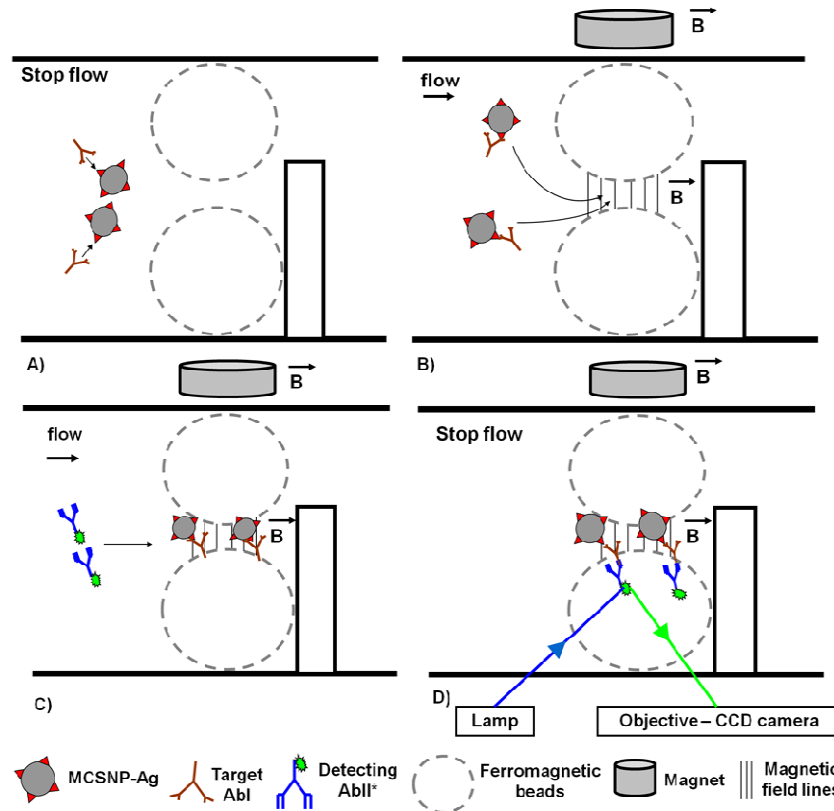 B
Stop flow
flow
B
A)
B)
B
B
flow
Stop flow
B
B
C)
D)
Lamp
Objective – CCD camera
MCSNP-Ag
Target
AbI
Detecting
AbII*
Ferromagnetic
beads
Magnet
Magnetic
field lines